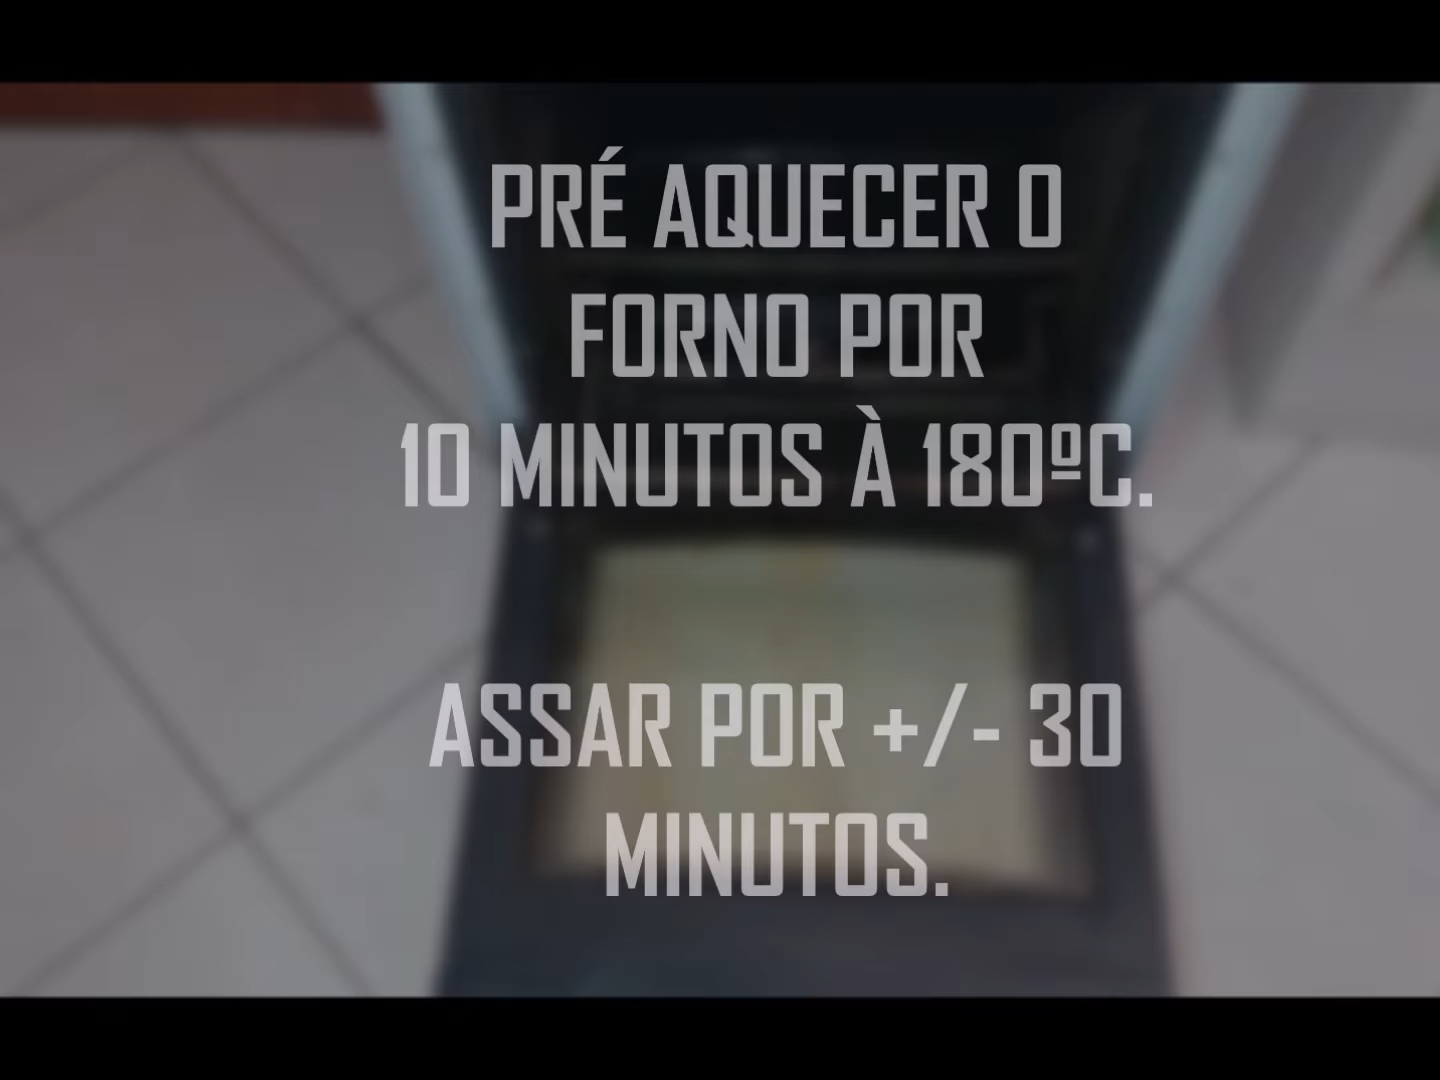 PRÉ AQUECER O
FORNO POR
10 MINUTOS À 180ºC.
ASSAR POR +/- 30
MINUTOS.